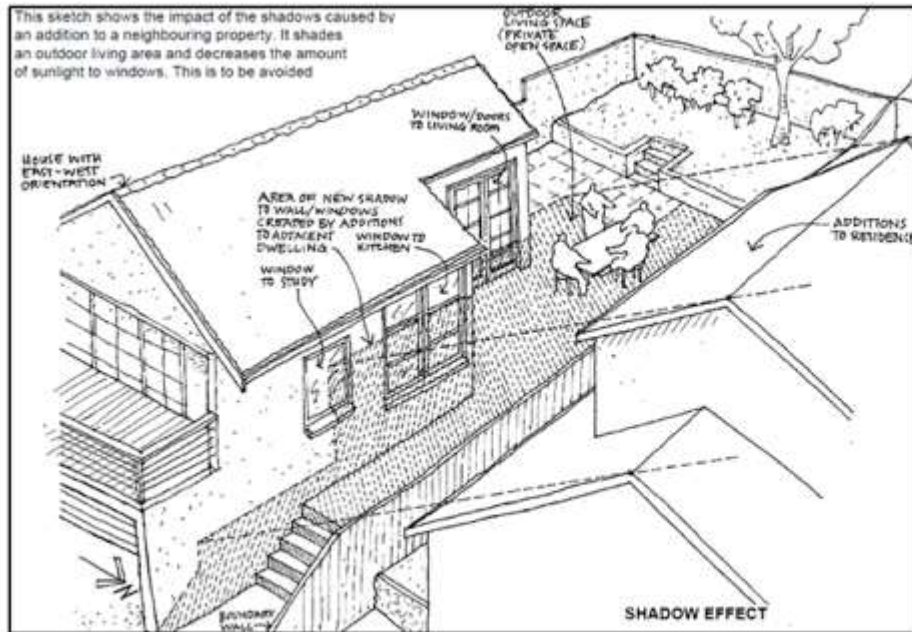 This sketch shows the impact of the shadows caused by
an addition to a neighbouring property. It shades
an outdoor living area and decreases the amount
of sunlight to windows. This is to be avoided
OUTDOOR
LIVING SPACE
(PRIVATE
OPEN SPACE)
WINDOW/DOORS
TO LIVING ROOM
HOUSE WITH
EAST-WEST
ORIENTATION
AREA OF NEW SHADOW
TO WALL/WINDOWS
CREATED BY ADDITIONS
TO ADJACENT
DWELLING
WINDOW TO
KITCHEN
WINDOW
TO STUDY
ADDITIONS
TO RESIDENCE
N
BOUNDARY
WALL
SHADOW EFFECT